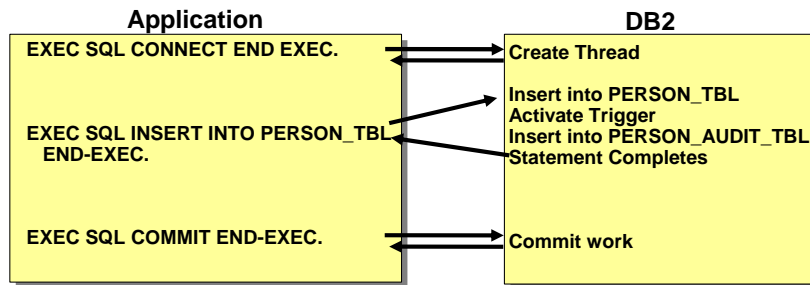 Application
EXEC SQL CONNECT END EXEC.
EXEC SQL INSERT INTO PERSON_TBL
END-EXEC.
EXEC SQL COMMIT END-EXEC.
DB2
Create Thread
Insert into PERSON_TBL
Activate Trigger
Insert into PERSON_AUDIT_TBL
Statement Completes
Commit work